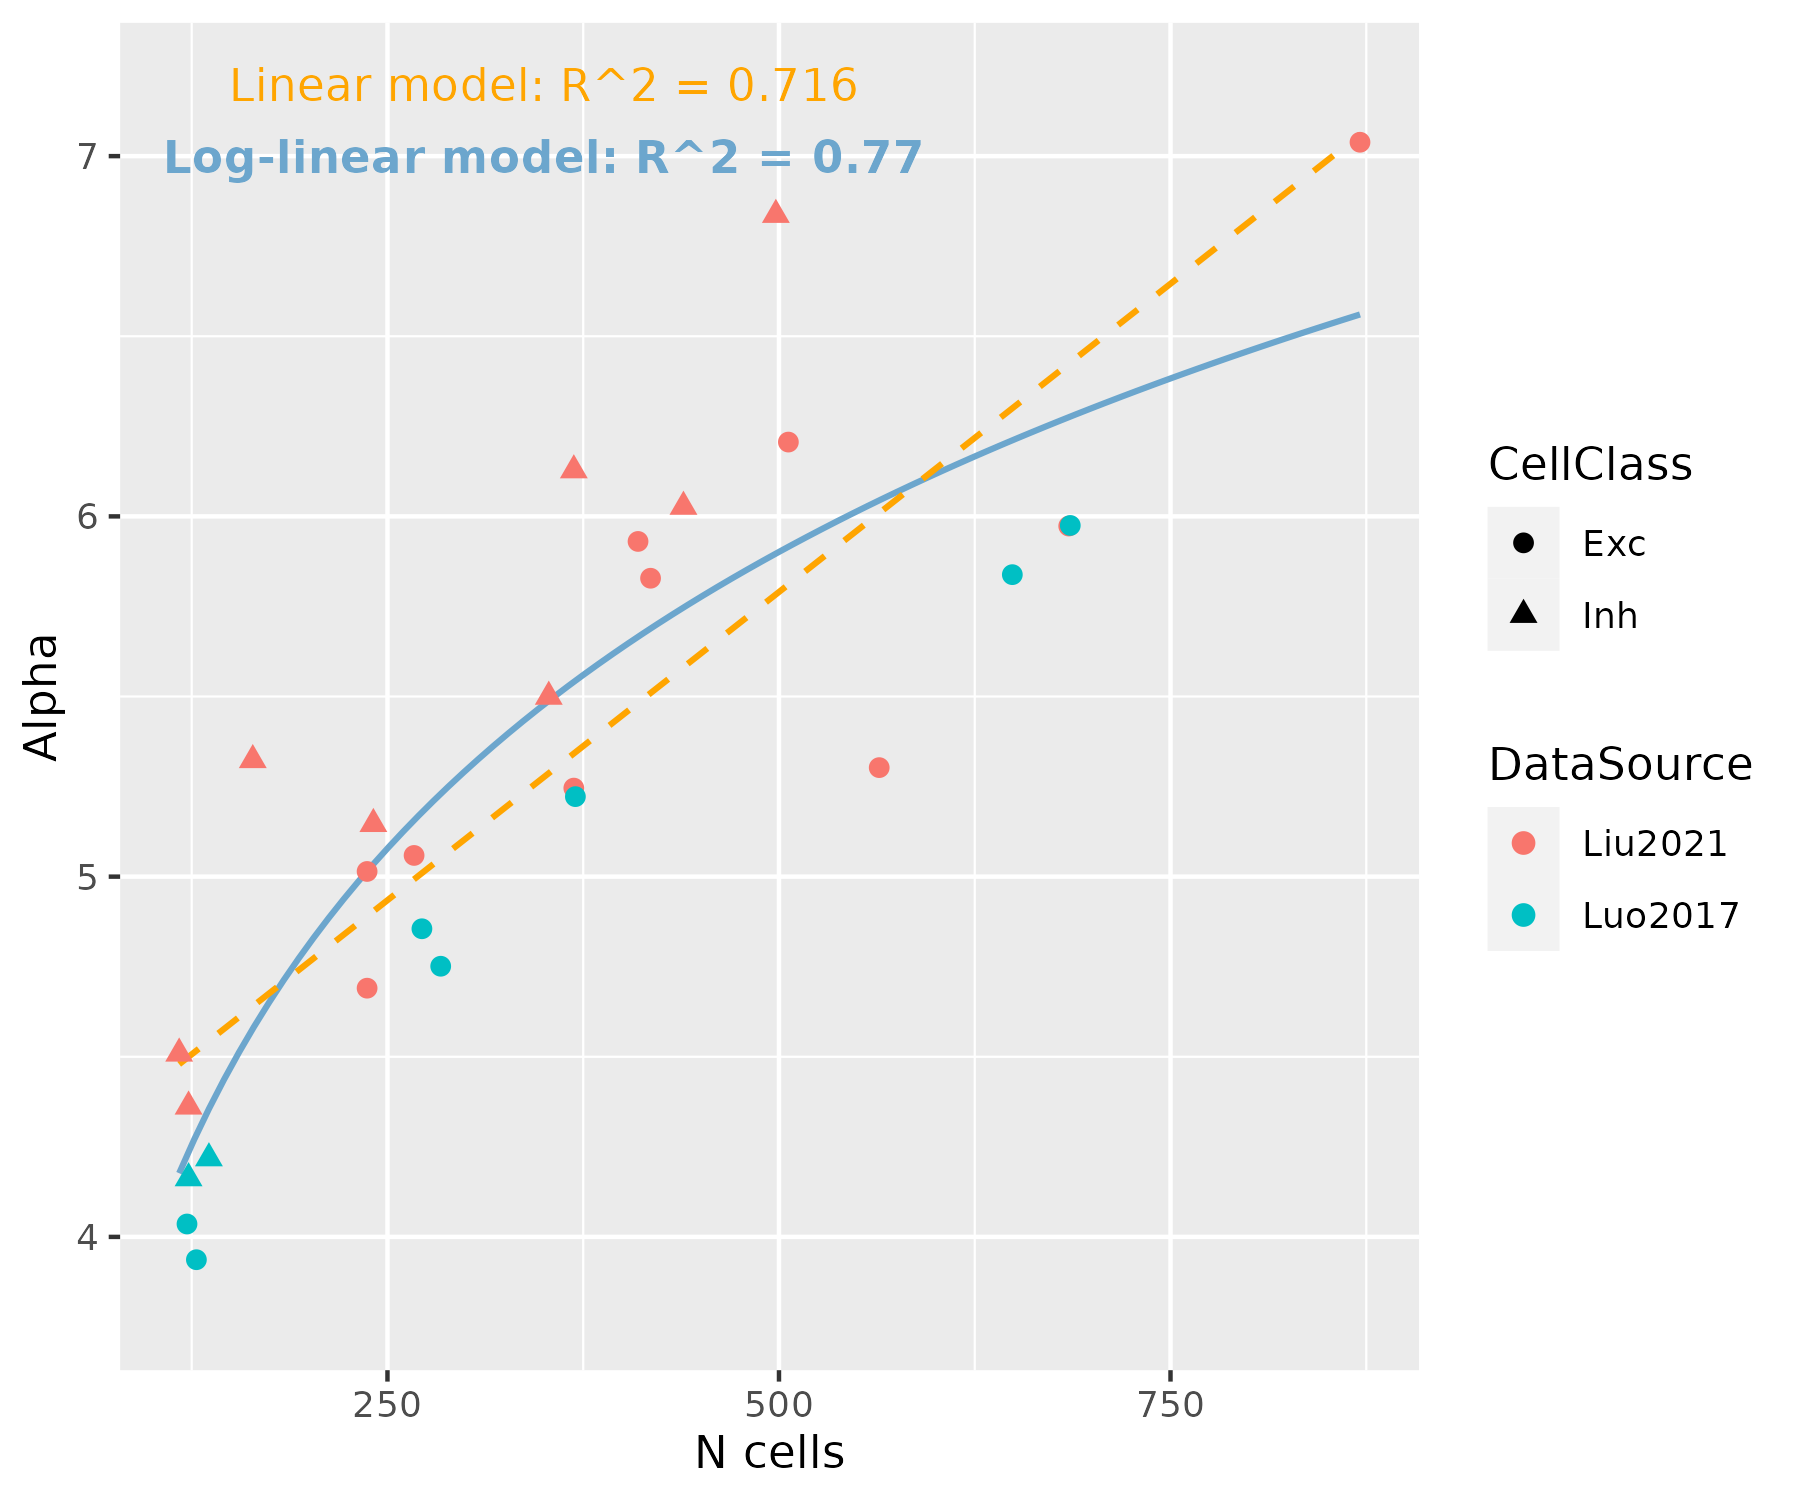 Linear model: R^2 = 0.716
Log-linear model: R^2 = 0.77
7
6
5
4
Alpha
250 500 750
N cells
CellClass
Exc
Inh
DataSource
Liu2021
Luo2017